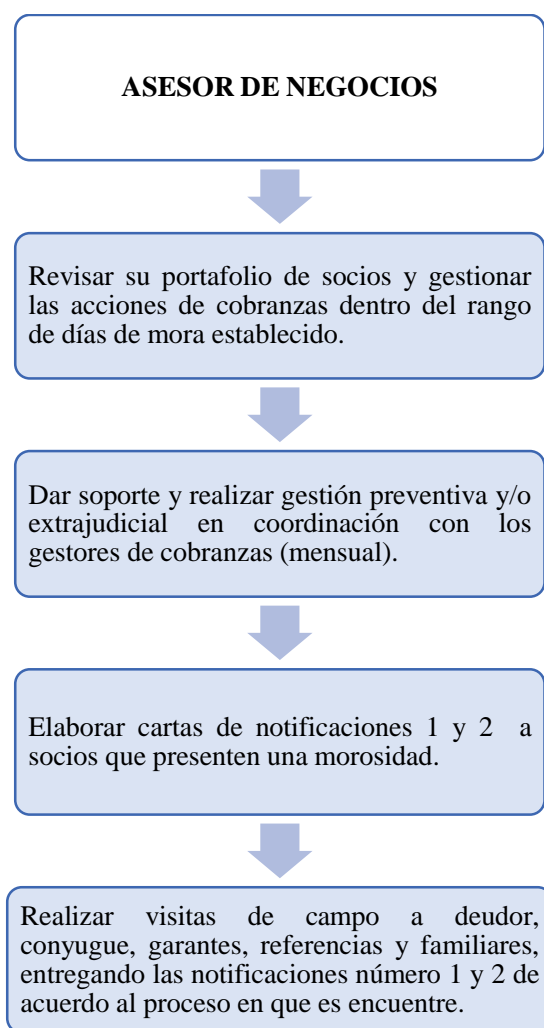 ASESOR DE NEGOCIOS
Revisar su portafolio de socios y gestionar
las acciones de cobranzas dentro del rango
de días de mora establecido.
Dar soporte y realizar gestión preventiva y/o
extrajudicial en coordinación con los
gestores de cobranzas (mensual).
Elaborar cartas de notificaciones 1 y 2 a
socios que presenten una morosidad.
Realizar visitas de campo a deudor,
conyugue, garantes, referencias y familiares,
entregando las notificaciones número 1 y 2 de
acuerdo al proceso en que es encuentre.